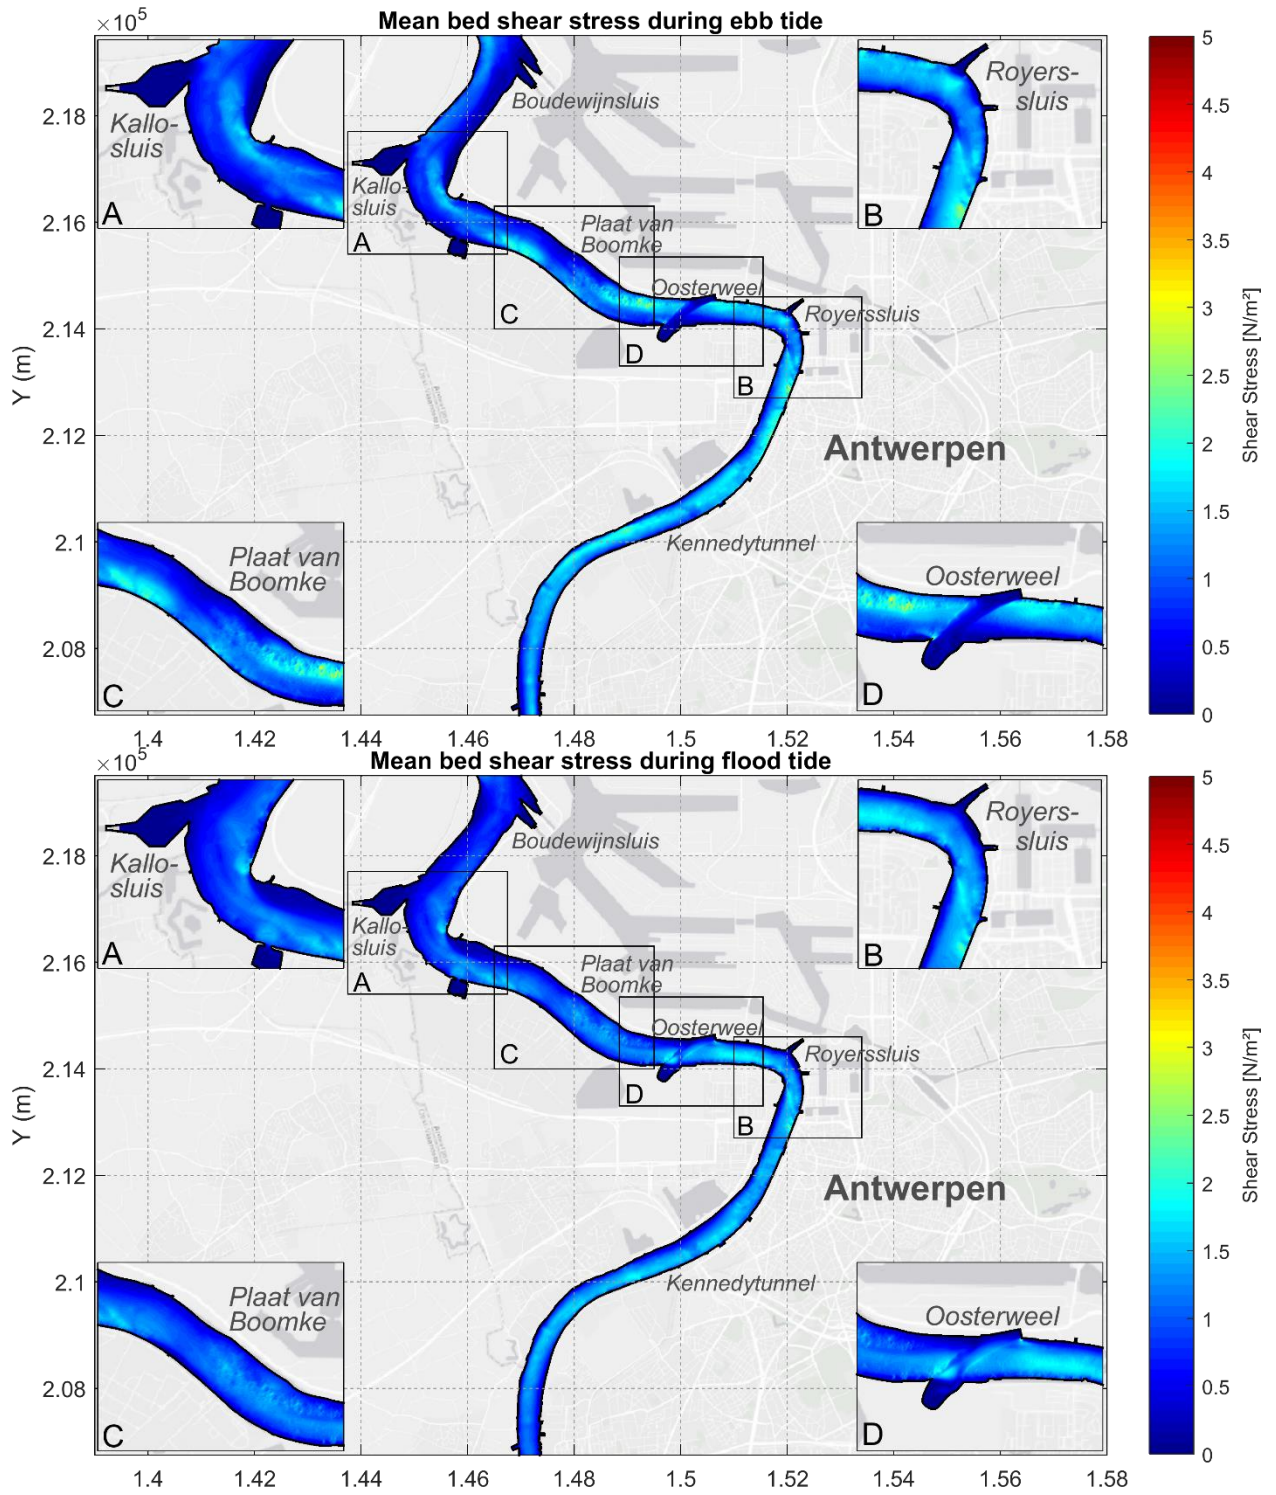 Mean bed shear stress during ebb tide
×10⁵
2.18
2.16
2.14
2.12
2.1
2.08
Y (m)
Kallo-
sluis
A
Boudewijnsluis
Kallo-
sluis
A
Plaat van
Boomke
C
Oosterweel
D
Royerssluis
B
Royers-
sluis
B
Antwerpen
Kennedytunnel
Plaat van
Boomke
C
Oosterweel
D
1.4 1.42 1.44 1.46 1.48 1.5 1.52 1.54 1.56 1.58
5
4.5
4
3.5
3
2.5
2
1.5
1
0.5
0
Shear Stress [N/m²]
Mean bed shear stress during flood tide
×10⁵
2.18
2.16
2.14
2.12
2.1
2.08
Y (m)
Kallo-
sluis
A
Boudewijnsluis
Kallo-
sluis
A
Plaat van
Boomke
C
Oosterweel
D
Royerssluis
B
Royers-
sluis
B
Antwerpen
Kennedytunnel
Plaat van
Boomke
C
Oosterweel
D
1.4 1.42 1.44 1.46 1.48 1.5 1.52 1.54 1.56 1.58
5
4.5
4
3.5
3
2.5
2
1.5
1
0.5
0
Shear Stress [N/m²]